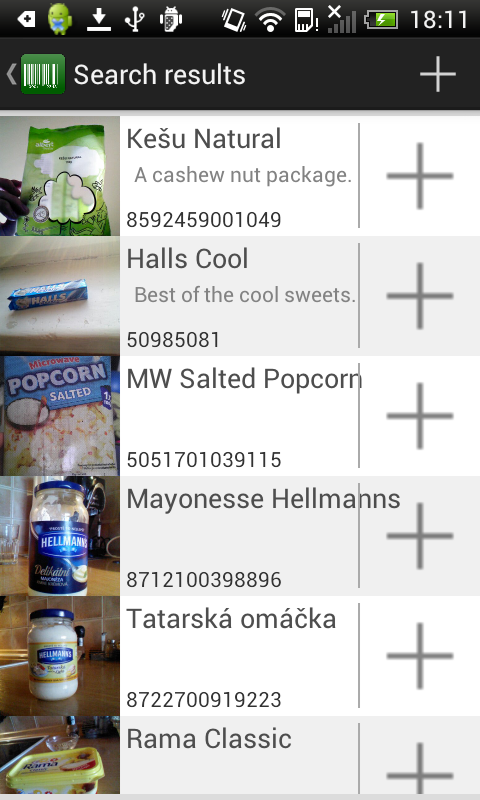 18:11
Search results
Kešu Natural
A cashew nut package.
8592459001049
Halls Cool
Best of the cool sweets.
HALLS
50985081
MW Salted Popcorn
Microwave
POPCORN
SALTED
5051701039115
Mayonesse Hellmanns
HELLMANN'S
Delikátní
8712100398896
Tatarská omáčka
HELLMANN'S
8722700919223
Rama Classic
Rama